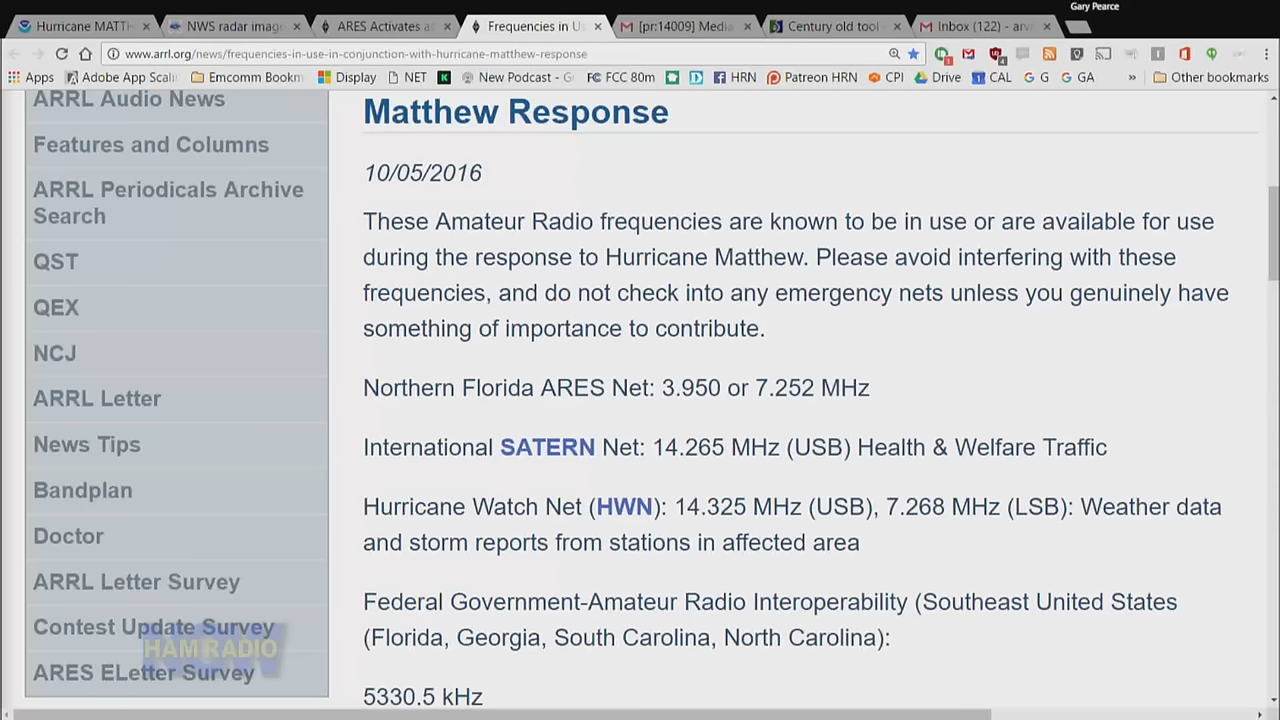 Gary Pearce
Hurricane MATTH
NWS radar imag
ARES Activates as
Frequencies in Us
[pr:14009] Media
Century old tool
Inbox (122) - arv
www.arrl.org/news/frequencies-in-use-in-conjunction-with-hurricane-matthew-response
Apps
Adobe App Scali
Emcomm Bookm
Display
NET
New Podcast - G
FCC 80m
HRN
Patreon HRN
CPI
Drive
CAL
G
GA
»
Other bookmarks
ARRL Audio News
Features and Columns
ARRL Periodicals Archive
Search
QST
QEX
NCJ
ARRL Letter
News Tips
Bandplan
Doctor
ARRL Letter Survey
Contest Update Survey
HAM RADIO
NOW
ARES ELetter Survey
Matthew Response
10/05/2016
These Amateur Radio frequencies are known to be in use or are available for use
during the response to Hurricane Matthew. Please avoid interfering with these
frequencies, and do not check into any emergency nets unless you genuinely have
something of importance to contribute.
Northern Florida ARES Net: 3.950 or 7.252 MHz
International SATERN Net: 14.265 MHz (USB) Health & Welfare Traffic
Hurricane Watch Net (HWN): 14.325 MHz (USB), 7.268 MHz (LSB): Weather data
and storm reports from stations in affected area
Federal Government-Amateur Radio Interoperability (Southeast United States
(Florida, Georgia, South Carolina, North Carolina):
5330.5 kHz